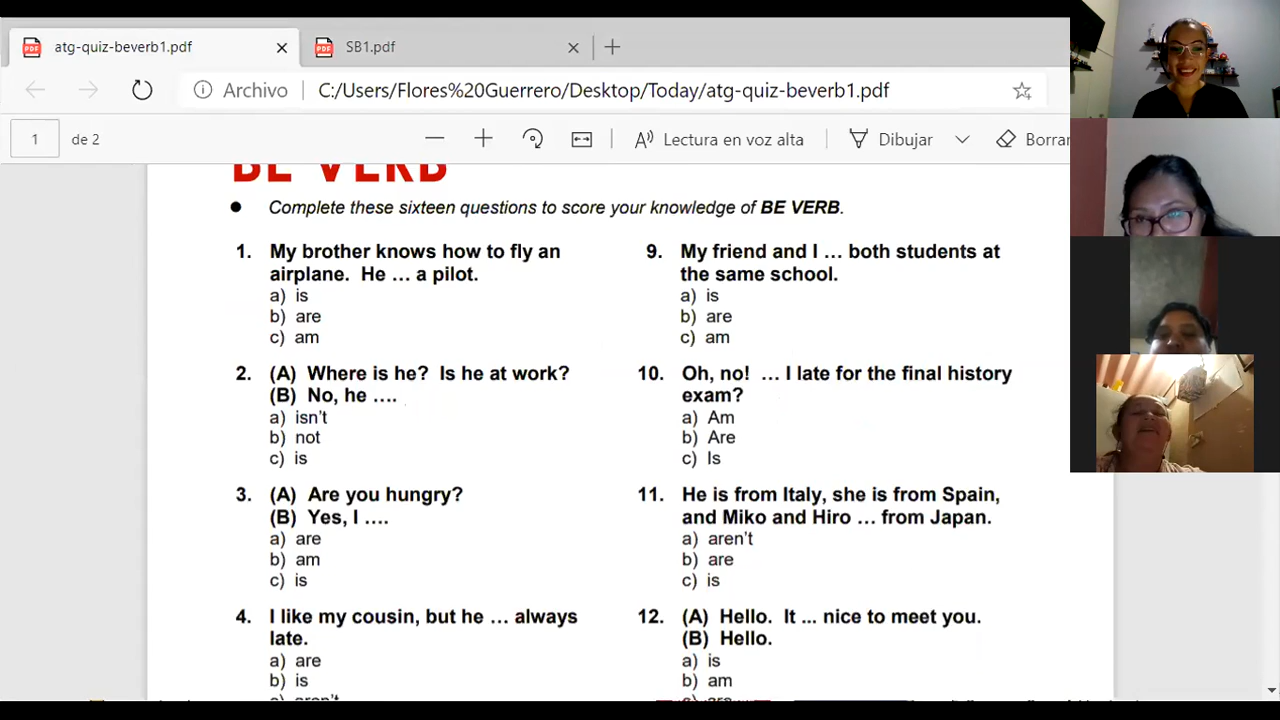 atg-quiz-beverb1.pdf
SB1.pdf
Archivo
C:/Users/Flores%20Guerrero/Desktop/Today/atg-quiz-beverb1.pdf
1 de 2
Lectura en voz alta
Dibujar
Borrar
BE VERB
Complete these sixteen questions to score your knowledge of BE VERB.
1. My brother knows how to fly an
airplane. He … a pilot.
a) is
b) are
c) am
2. (A) Where is he? Is he at work?
(B) No, he ….
a) isn't
b) not
c) is
3. (A) Are you hungry?
(B) Yes, I ….
a) are
b) am
c) is
4. I like my cousin, but he … always
late.
a) are
b) is
a) aren't
9. My friend and I … both students at
the same school.
a) is
b) are
c) am
10. Oh, no! … I late for the final history
exam?
a) Am
b) Are
c) Is
11. He is from Italy, she is from Spain,
and Miko and Hiro … from Japan.
a) aren't
b) are
c) is
12. (A) Hello. It ... nice to meet you.
(B) Hello.
a) is
b) am
c) are